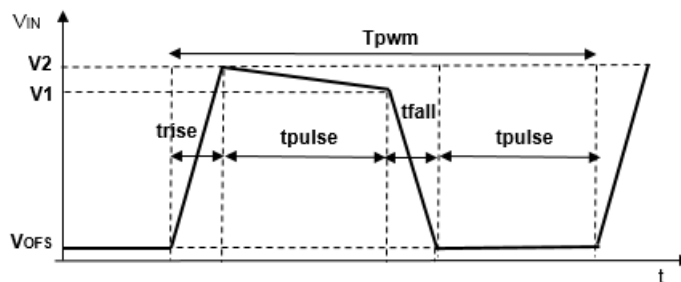 VIN
Tpwm
V2
V1
tfall
trise
tpulse
tpulse
VOFS
t